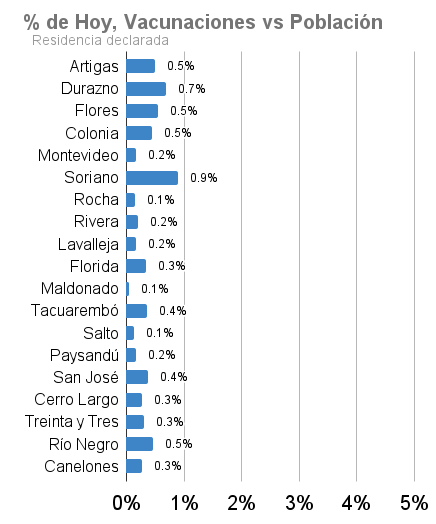 % de Hoy, Vacunaciones vs Población
Residencia declarada
Artigas 0.5%
Durazno 0.7%
Flores 0.5%
Colonia 0.5%
Montevideo 0.2%
Soriano 0.9%
Rocha 0.1%
Rivera 0.2%
Lavalleja 0.2%
Florida 0.3%
Maldonado 0.1%
Tacuarembó 0.4%
Salto 0.1%
Paysandú 0.2%
San José 0.4%
Cerro Largo 0.3%
Treinta y Tres 0.3%
Río Negro 0.5%
Canelones 0.3%
0% 1% 2% 3% 4% 5%